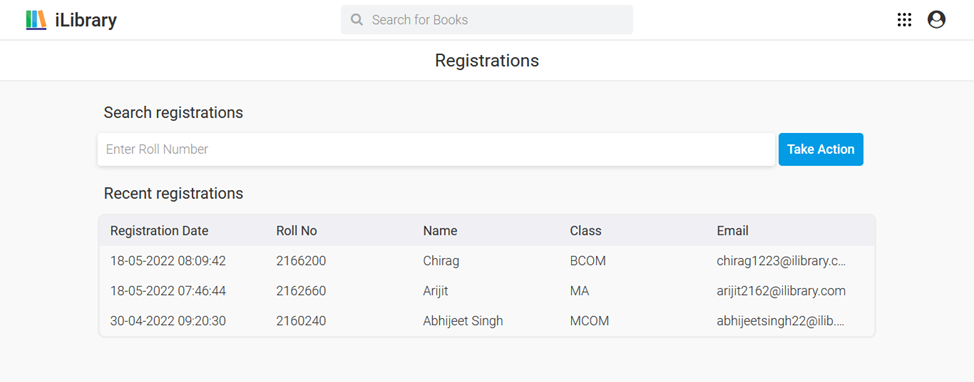 iLibrary Search for Books
Registrations
Search registrations
Enter Roll Number Take Action
Recent registrations
Registration Date Roll No Name Class Email
18-05-2022 08:09:42 2166200 Chirag BCOM chirag1223@ilibrary.c...
18-05-2022 07:46:44 2162660 Arijit MA arijit2162@ilibrary.com
30-04-2022 09:20:30 2160240 Abhijeet Singh MCOM abhijeetsingh22@ilib....